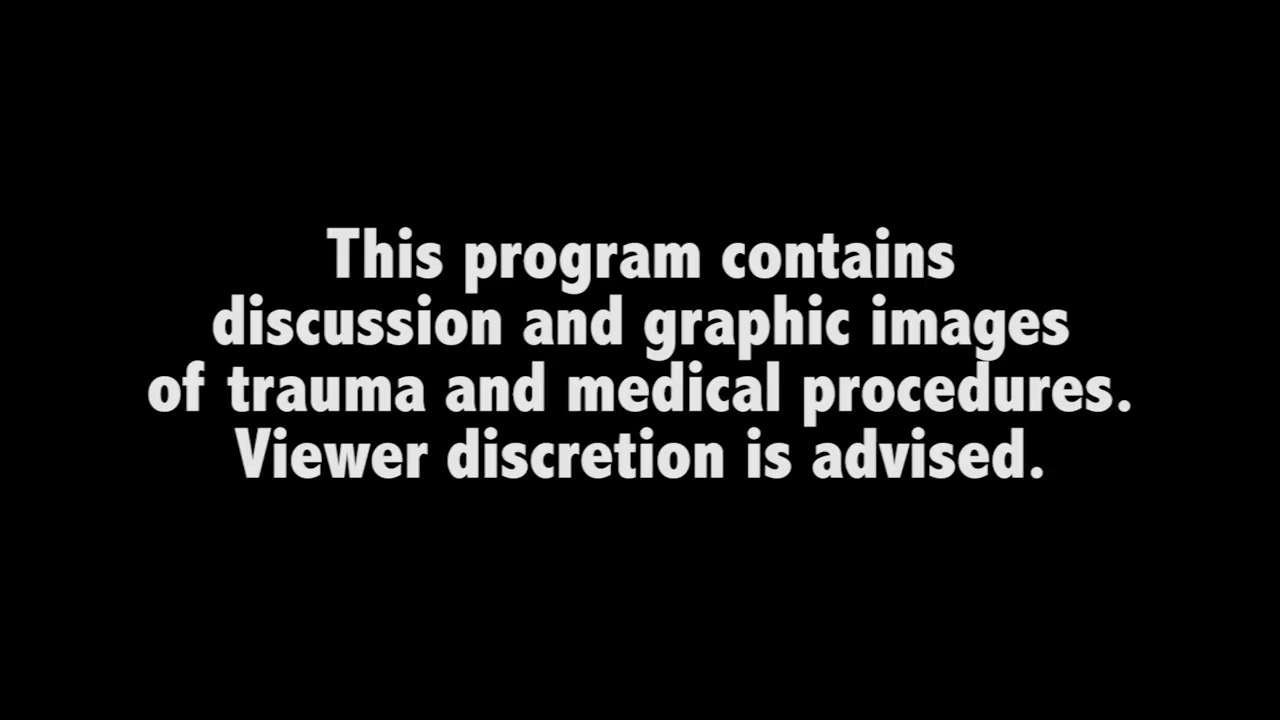 This program contains
discussion and graphic images
of trauma and medical procedures.
Viewer discretion is advised.